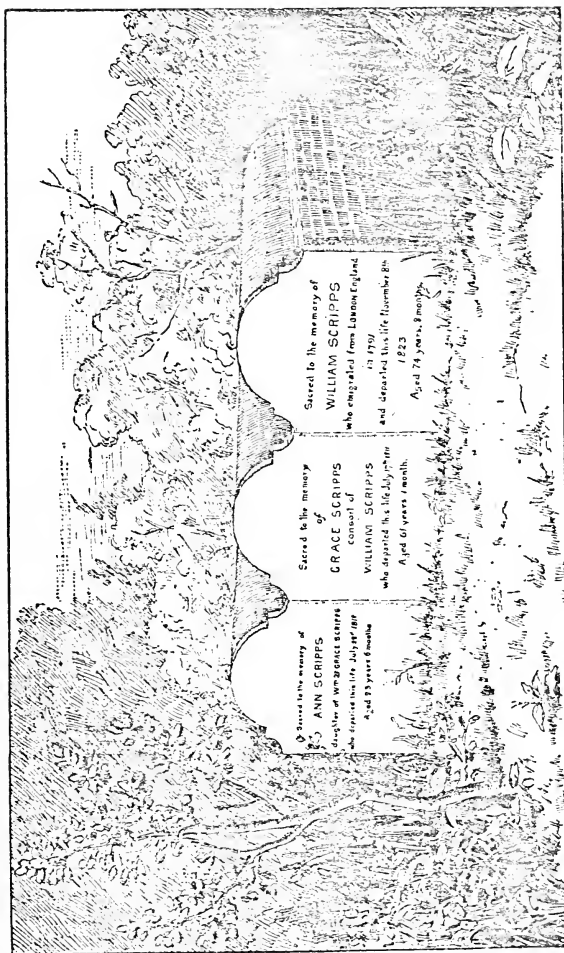 Sacred to the memory of
ANN SCRIPPS
daughter of Wm & GRACE SCRIPPS
who departed this life July
Aged 23 years 6 months
Sacred to the memory
of
GRACE SCRIPPS
consort of
WILLIAM SCRIPPS
who departed this life July
Aged 61 years 1 month.
Sacred to the memory of
WILLIAM SCRIPPS
who emigrated from LONDON England
in 1791
and departed this life November 8th
1823
Aged 74 years, 8 months.